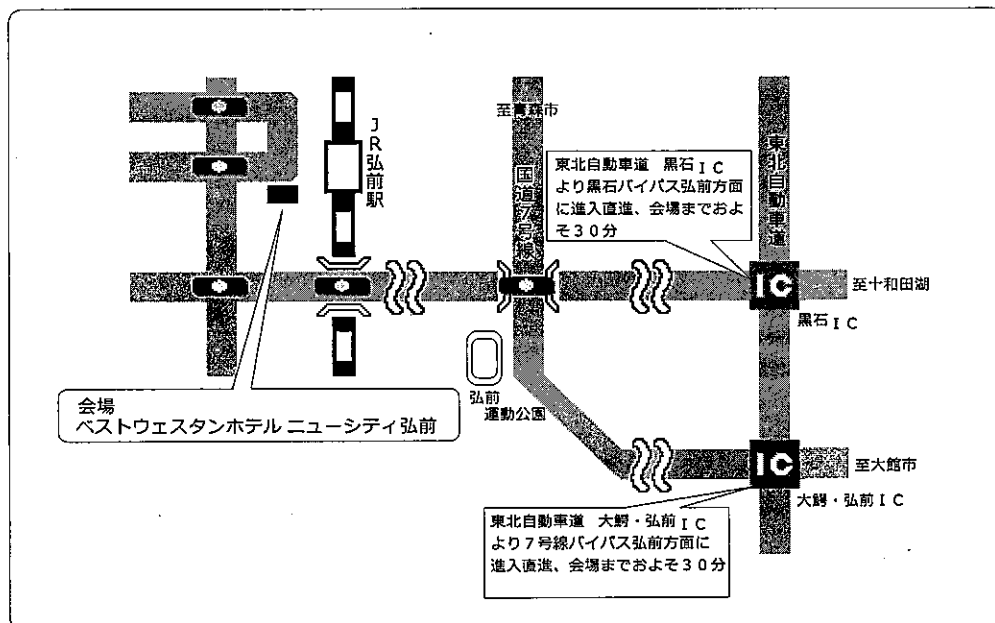 至青森市
JR弘前駅
国道7号線
東北自動車道
東北自動車道 黒石IC
より黒石バイパス弘前方面
に進入直進、会場までおよ
そ30分
IC
至十和田湖
黒石IC
弘前
運動公園
会場
ベストウェスタンホテル ニューシティ弘前
IC
至大館市
大鰐・弘前IC
東北自動車道 大鰐・弘前IC
より7号線バイパス弘前方面に
進入直進、会場までおよそ30分